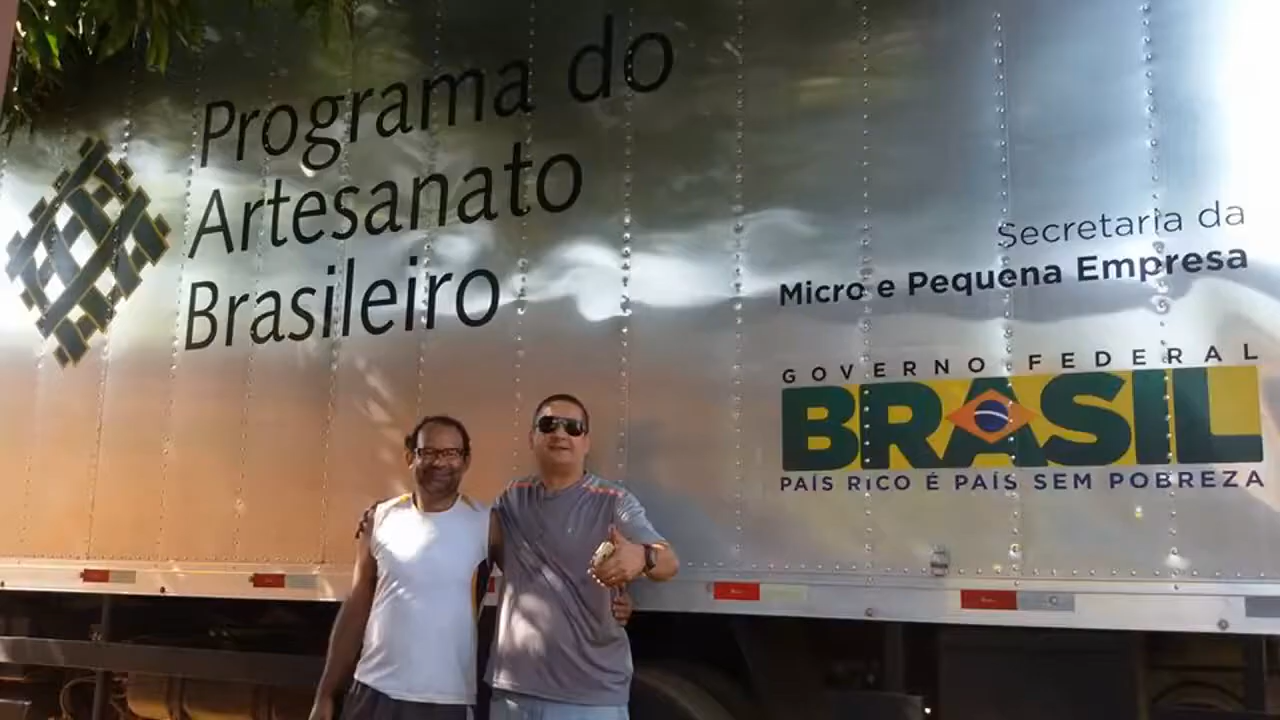 Programa do
Artesanato
Brasileiro
Secretaria da
Micro e Pequena Empresa
GOVERNO FEDERAL
BRASIL
PAÍS RICO É PAÍS SEM POBREZA